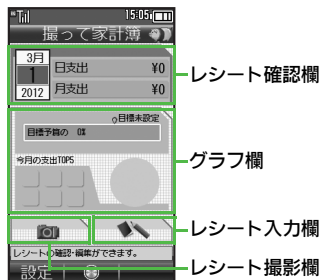 15:05
撮って家計簿
3月
1
2012
日支出 ¥0
月支出 ¥0
目標未設定
目標予算の 0%
今月の支出TOP5
レシートの確認・編集ができます。
設定
レシート確認欄
グラフ欄
レシート入力欄
レシート撮影欄